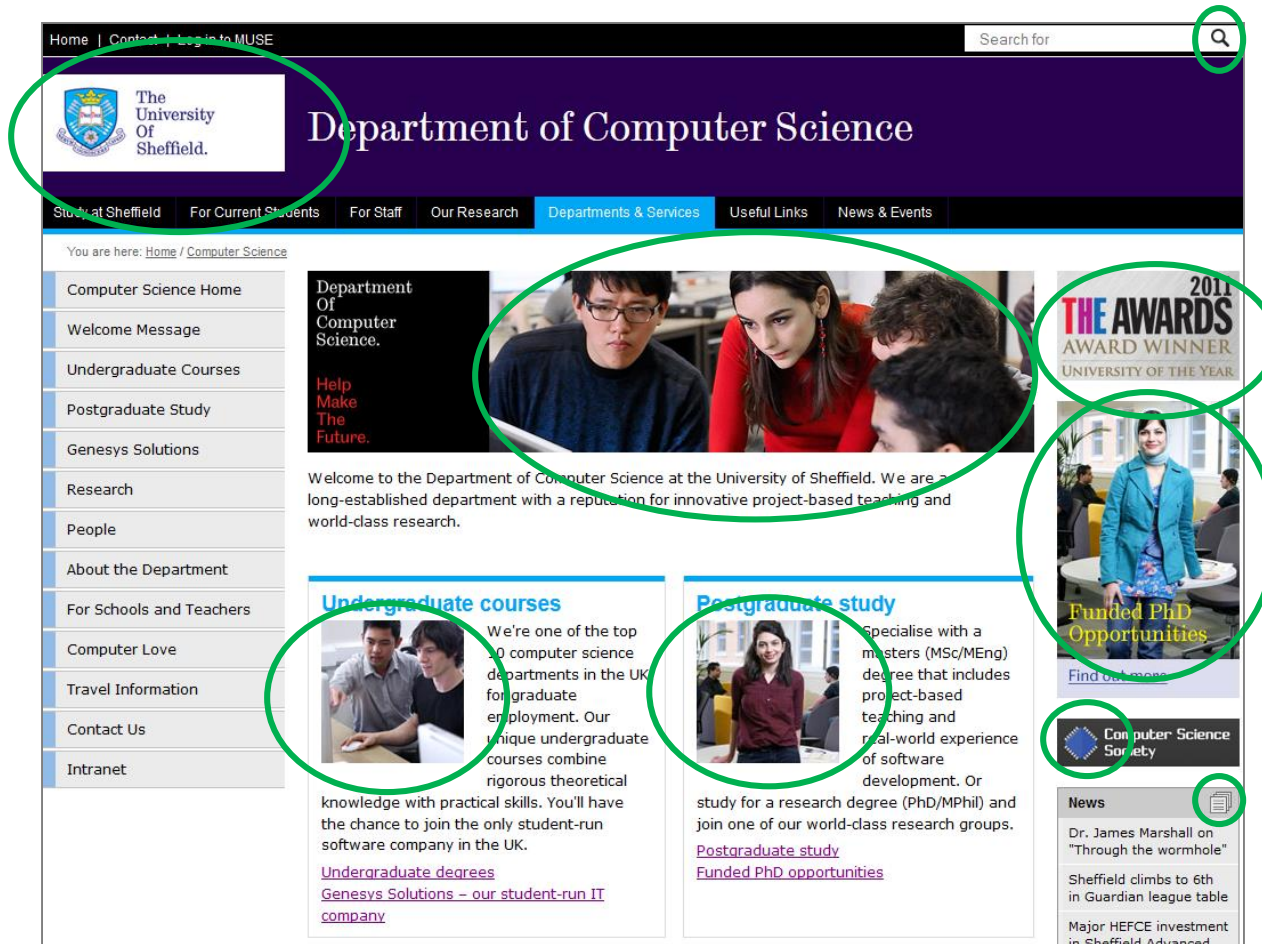 Home | Contact | Log in to MUSE
Search for
The
University
Of
Sheffield.
Department of Computer Science
Study at Sheffield
For Current Students
For Staff
Our Research
Departments & Services
Useful Links
News & Events
You are here: Home / Computer Science
Computer Science Home
Welcome Message
Undergraduate Courses
Postgraduate Study
Genesys Solutions
Research
People
About the Department
For Schools and Teachers
Computer Love
Travel Information
Contact Us
Intranet
Department
Of
Computer
Science.
Help
Make
The
Future.
Welcome to the Department of Computer Science at the University of Sheffield. We are a
long-established department with a reputation for innovative project-based teaching and
world-class research.
Undergraduate courses
We're one of the top
10 computer science
departments in the UK
for graduate
employment. Our
unique undergraduate
courses combine
rigorous theoretical
knowledge with practical skills. You'll have
the chance to join the only student-run
software company in the UK.
Undergraduate degrees
Genesys Solutions – our student-run IT
company
Postgraduate study
Specialise with a
masters (MSc/MEng)
degree that includes
project-based
teaching and
real-world experience
of software
development. Or
study for a research degree (PhD/MPhil) and
join one of our world-class research groups.
Postgraduate study
Funded PhD opportunities
2011
THE AWARDS
AWARD WINNER
UNIVERSITY OF THE YEAR
Funded PhD
Opportunities
Find out more
Computer Science
Society
News
Dr. James Marshall on
"Through the wormhole"
Sheffield climbs to 6th
in Guardian league table
Major HEFCE investment
in Sheffield Advanced